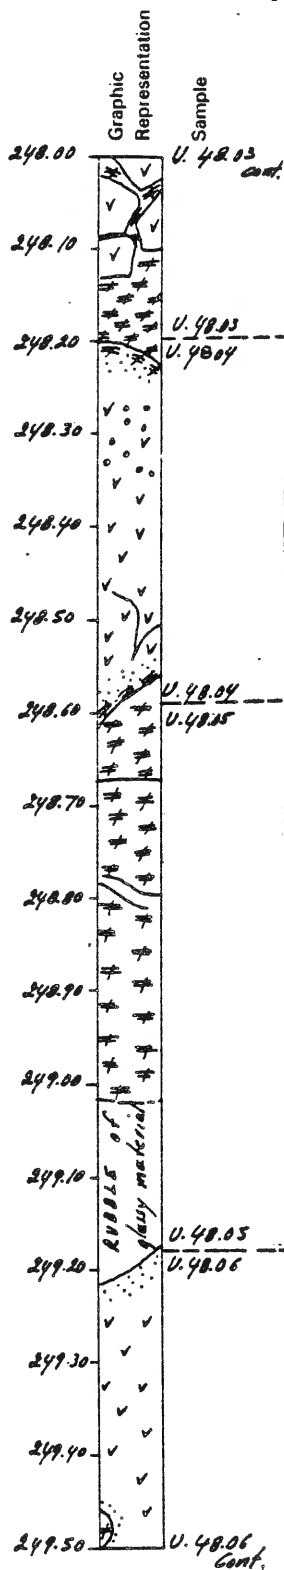 Graphic
Representation
Sample
248.00
U. 48.03
cont.
248.10
U. 48.03
248.20
U. 48.04
248.30
248.40
248.50
U. 48.04
248.60
U. 48.05
248.70
248.80
248.90
249.00
RUBBLE of
glassy material
249.10
U. 48.05
249.20
U. 48.06
249.30
249.40
249.50
U. 48.06
Cont.